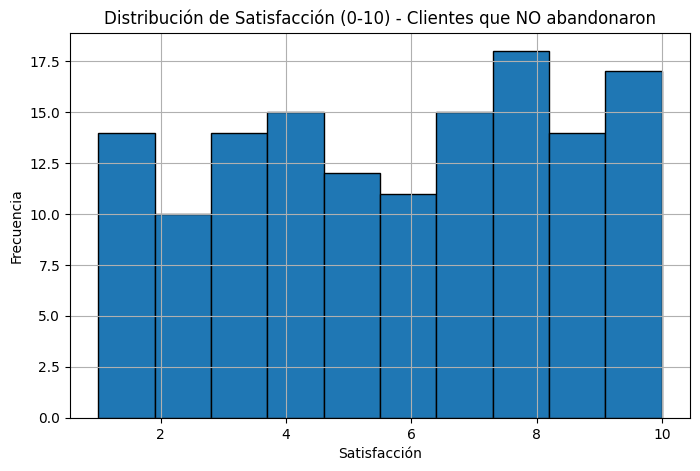 Distribución de Satisfacción (0-10) - Clientes que NO abandonaron
Frecuencia
17.5
15.0
12.5
10.0
7.5
5.0
2.5
0.0
2 4 6 8 10
Satisfacción